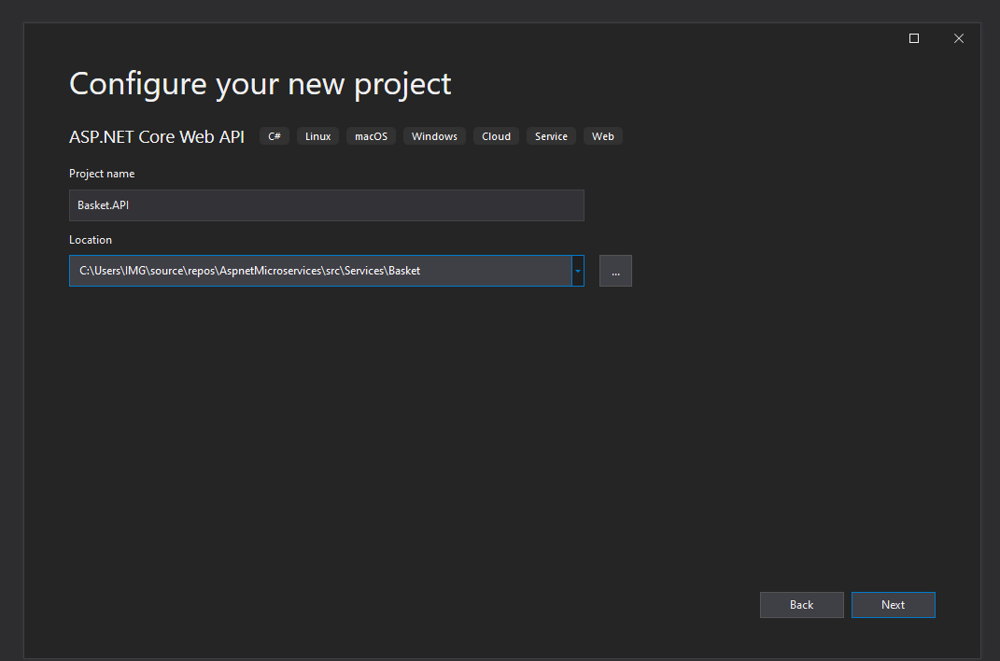 Configure your new project
ASP.NET Core Web API C# Linux macOS Windows Cloud Service Web
Project name
Basket.API
Location
C:\Users\IMG\source\repos\AspnetMicroservices\src\Services\Basket ...
Back Next